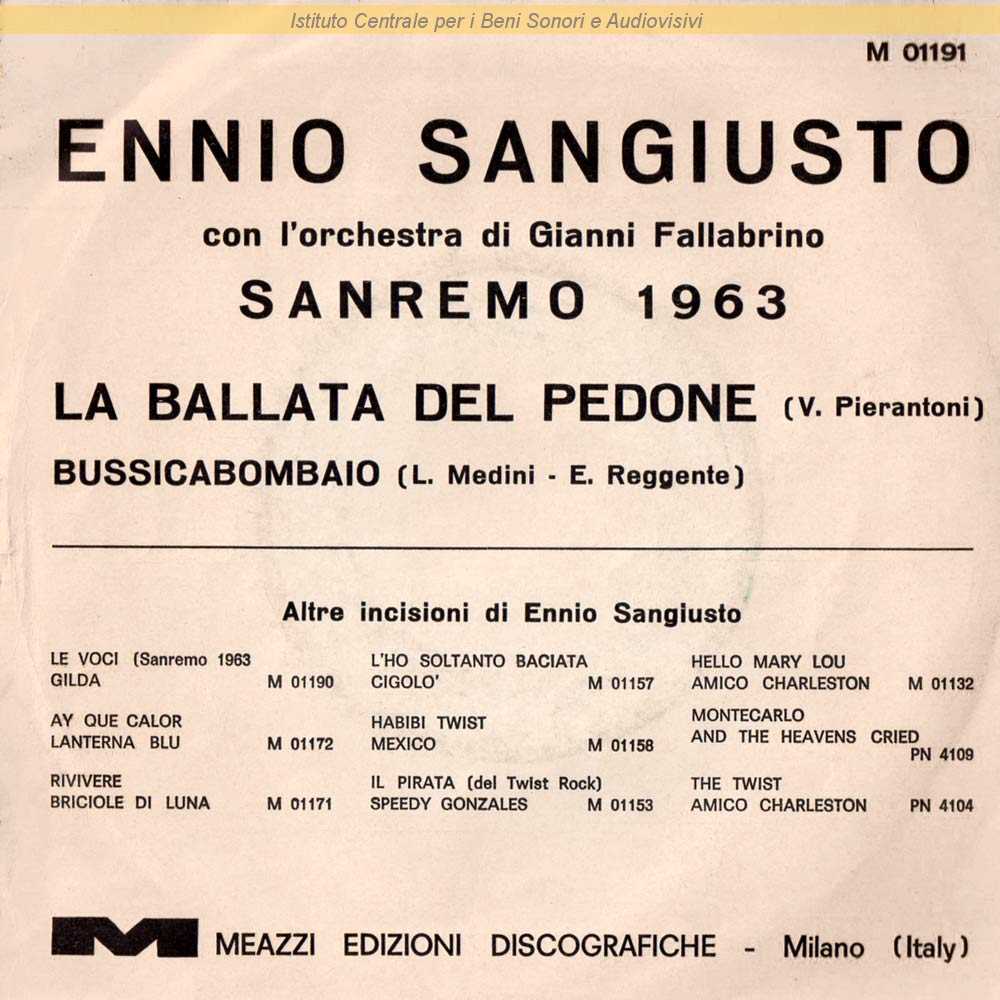 Istituto Centrale per i Beni Sonori e Audiovisivi
M 01191
ENNIO SANGIUSTO
con l'orchestra di Gianni Fallabrino
SANREMO 1963
LA BALLATA DEL PEDONE (V. Pierantoni)
BUSSICABOMBAIO (L. Medini - E. Reggente)
Altre incisioni di Ennio Sangiusto
LE VOCI (Sanremo 1963
GILDA M 01190
AY QUE CALOR
LANTERNA BLU M 01172
RIVIVERE
BRICIOLE DI LUNA M 01171
L'HO SOLTANTO BACIATA
CIGOLO' M 01157
HABIBI TWIST
MEXICO M 01158
IL PIRATA (del Twist Rock)
SPEEDY GONZALES M 01153
HELLO MARY LOU
AMICO CHARLESTON M 01132
MONTECARLO
AND THE HEAVENS CRIED
PN 4109
THE TWIST
AMICO CHARLESTON PN 4104
M MEAZZI EDIZIONI DISCOGRAFICHE - Milano (Italy)